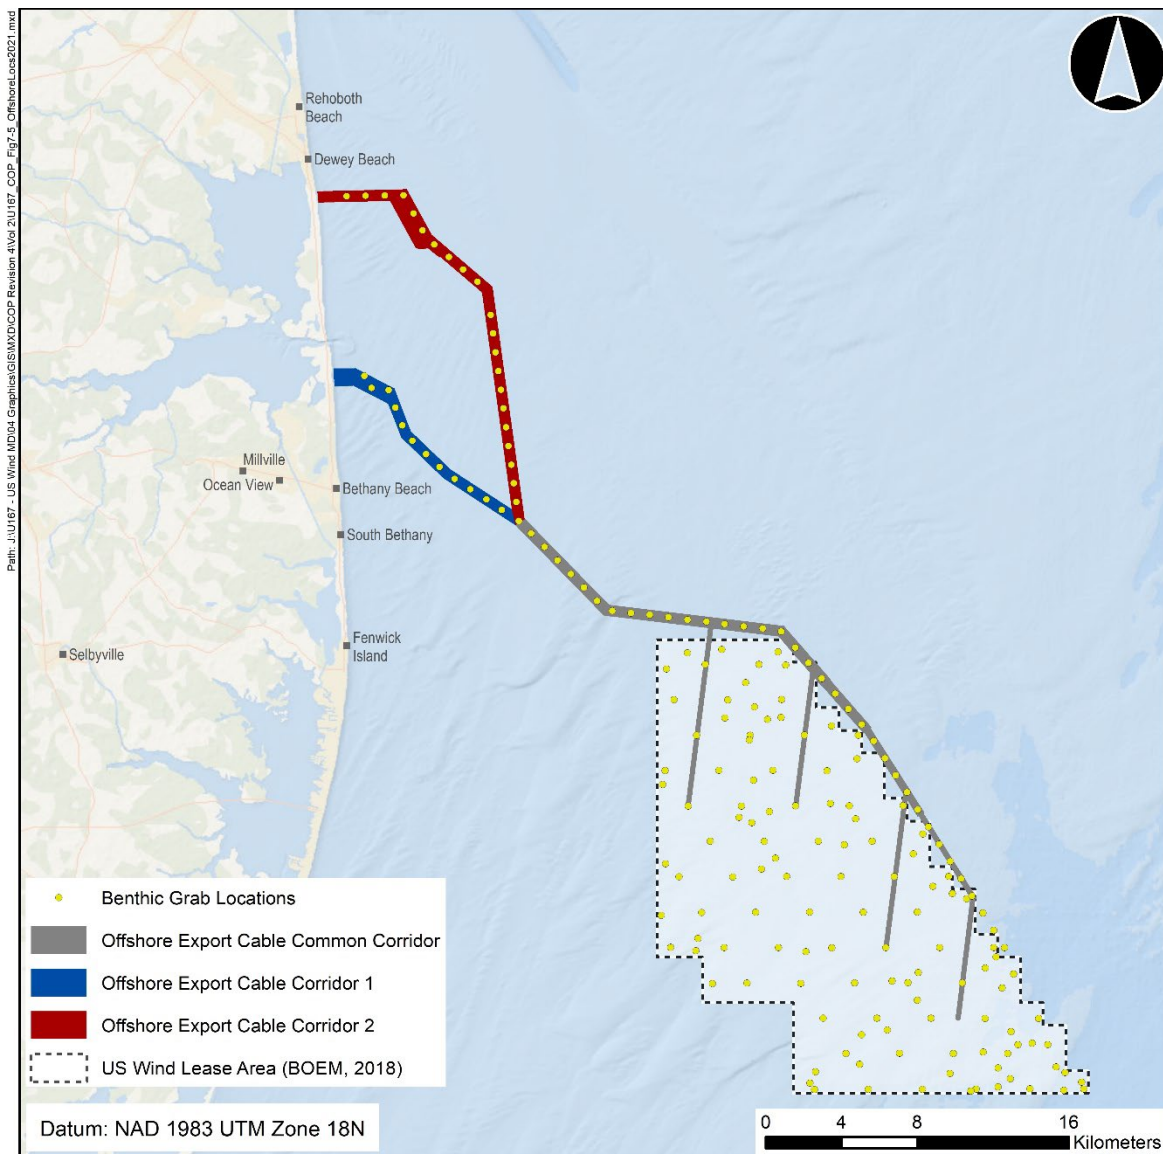 Path: J:\U167 - US Wind MD\04 Graphics\GIS\MXD\COP Revision 4\Vol 2\U167_COP_Fig7-5_OffshoreLocs2021.mxd
Rehoboth
Beach
Dewey Beach
Millville
Ocean View
Bethany Beach
South Bethany
Fenwick
Island
Selbyville
Benthic Grab Locations
Offshore Export Cable Common Corridor
Offshore Export Cable Corridor 1
Offshore Export Cable Corridor 2
US Wind Lease Area (BOEM, 2018)
Datum: NAD 1983 UTM Zone 18N
0 4 8 16
Kilometers